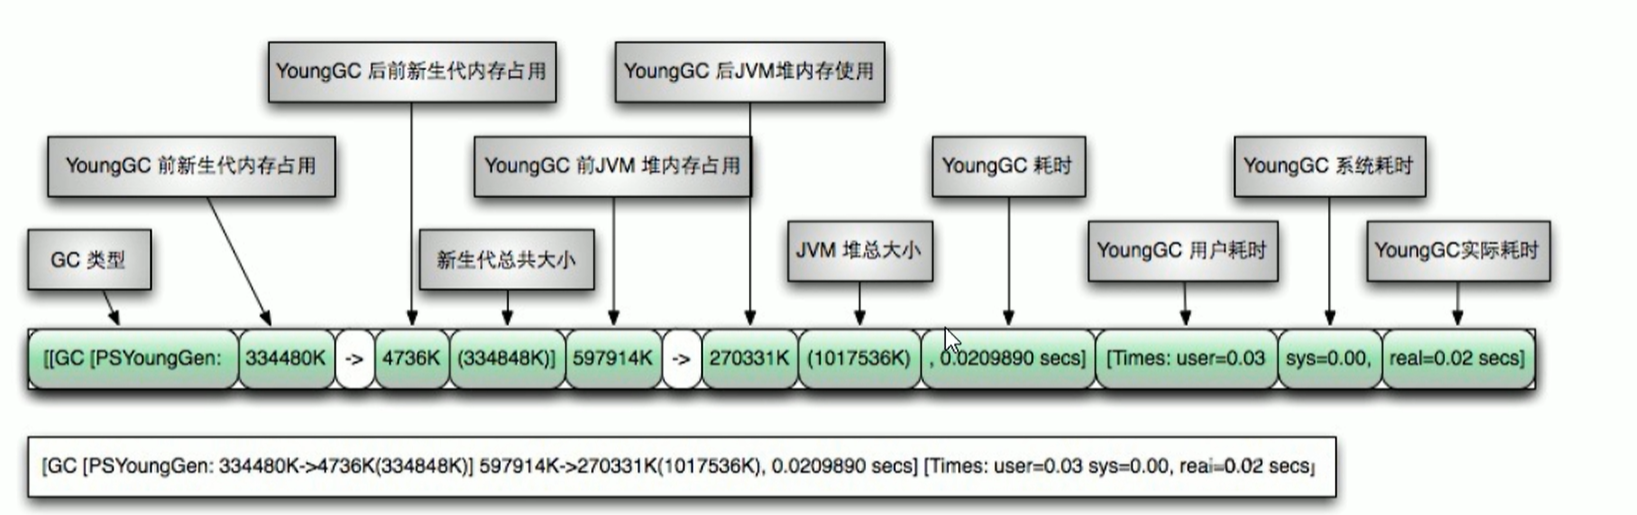 YoungGC 后前新生代内存占用
YoungGC 后JVM堆内存使用
YoungGC 前新生代内存占用
YoungGC 前JVM 堆内存占用
YoungGC 耗时
YoungGC 系统耗时
GC 类型
新生代总共大小
JVM 堆总大小
YoungGC 用户耗时
YoungGC实际耗时
[[GC [PSYoungGen: 334480K -> 4736K (334848K)] 597914K -> 270331K (1017536K) , 0.0209890 secs] [Times: user=0.03 sys=0.00, real=0.02 secs]
[GC [PSYoungGen: 334480K->4736K(334848K)] 597914K->270331K(1017536K), 0.0209890 secs] [Times: user=0.03 sys=0.00, real=0.02 secs]